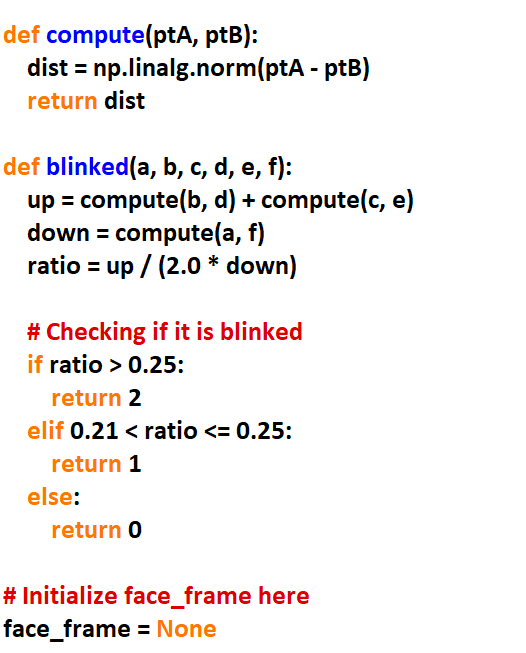 def compute(ptA, ptB):
    dist = np.linalg.norm(ptA - ptB)
    return dist

def blinked(a, b, c, d, e, f):
    up = compute(b, d) + compute(c, e)
    down = compute(a, f)
    ratio = up / (2.0 * down)

    # Checking if it is blinked
    if ratio > 0.25:
        return 2
    elif 0.21 < ratio <= 0.25:
        return 1
    else:
        return 0

# Initialize face_frame here
face_frame = None